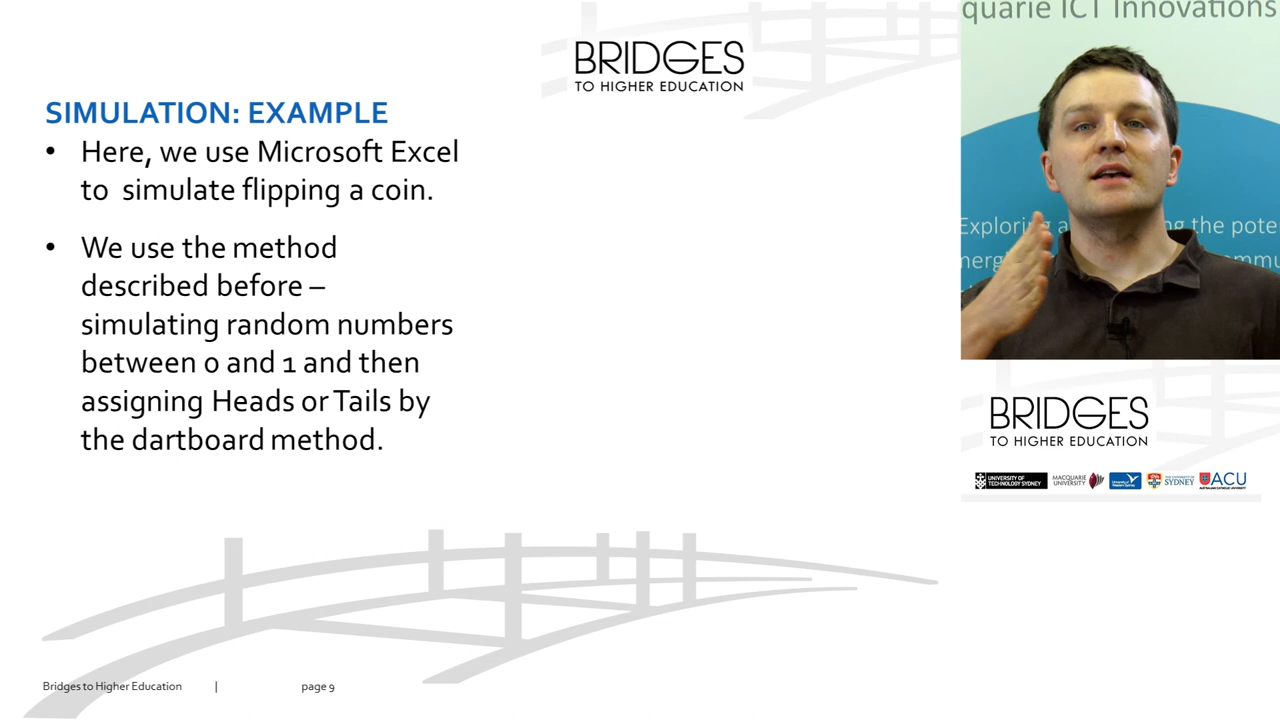 BRIDGES
TO HIGHER EDUCATION
SIMULATION: EXAMPLE
• Here, we use Microsoft Excel
to simulate flipping a coin.
• We use the method
described before –
simulating random numbers
between 0 and 1 and then
assigning Heads or Tails by
the dartboard method.
Bridges to Higher Education | page 9
quarie ICT Innovations
Exploring a ng the pote
nerg ommu
BRIDGES
TO HIGHER EDUCATION
UNIVERSITY OF
TECHNOLOGY SYDNEY
MACQUARIE
UNIVERSITY
SYDNEY
ACU